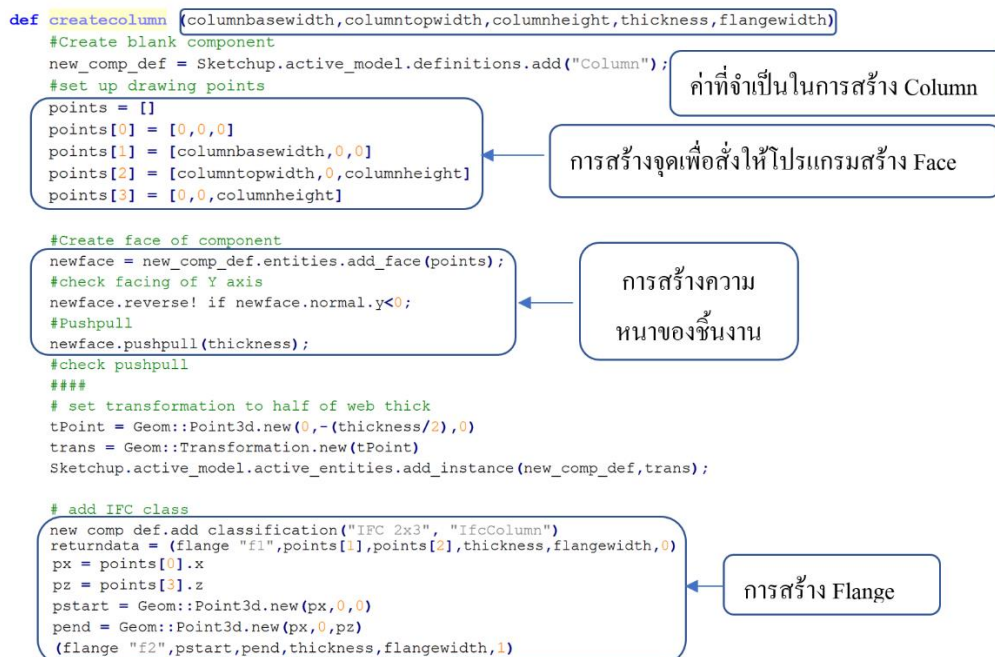 def createcolumn (columnbasewidth,columntopwidth,columnheight,thickness,flangewidth)
#Create blank component
new_comp_def = Sketchup.active_model.definitions.add("Column");
ค่าที่จำเป็นในการสร้าง Column
#set up drawing points
points = []
points[0] = [0,0,0]
points[1] = [columnbasewidth,0,0]
points[2] = [columntopwidth,0,columnheight]
points[3] = [0,0,columnheight]
การสร้างจุดเพื่อสั่งให้โปรแกรมสร้าง Face
#Create face of component
newface = new_comp_def.entities.add_face(points);
#check facing of Y axis
newface.reverse! if newface.normal.y<0;
#Pushpull
newface.pushpull(thickness);
การสร้างความ
หนาของชิ้นงาน
#check pushpull
####
# set transformation to half of web thick
tPoint = Geom::Point3d.new(0,-(thickness/2),0)
trans = Geom::Transformation.new(tPoint)
Sketchup.active_model.active_entities.add_instance(new_comp_def,trans);
# add IFC class
new_comp_def.add_classification("IFC 2x3", "IfcColumn")
returndata = (flange "f1",points[1],points[2],thickness,flangewidth,0)
px = points[0].x
pz = points[3].z
pstart = Geom::Point3d.new(px,0,0)
pend = Geom::Point3d.new(px,0,pz)
(flange "f2",pstart,pend,thickness,flangewidth,1)
การสร้าง Flange